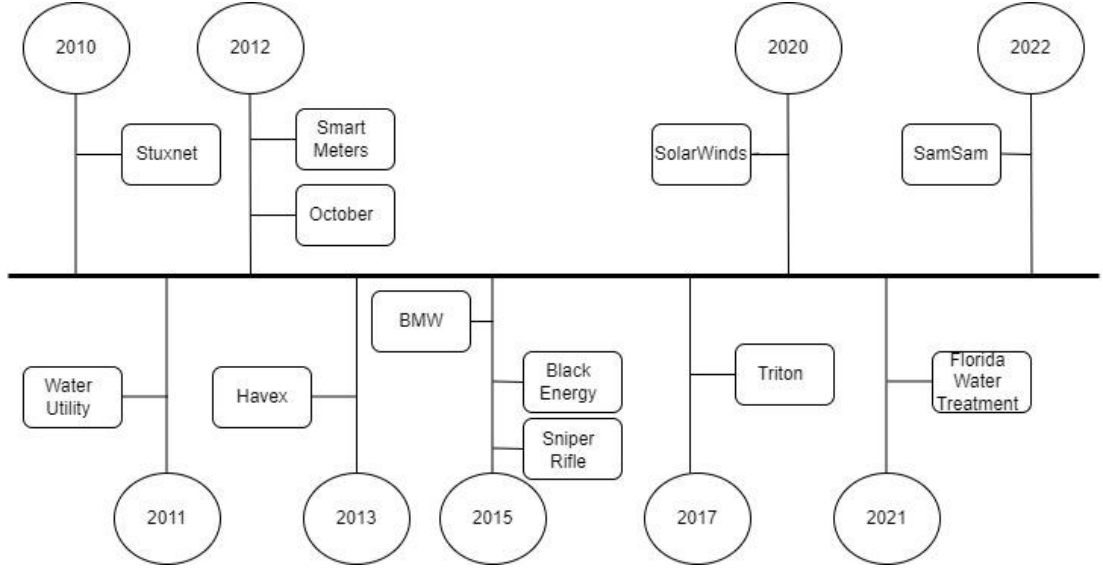 2010
2012
2020
2022
Stuxnet
Smart
Meters
October
SolarWinds
SamSam
BMW
Water
Utility
Havex
Black
Energy
Sniper
Rifle
Triton
Florida
Water
Treatment
2011
2013
2015
2017
2021